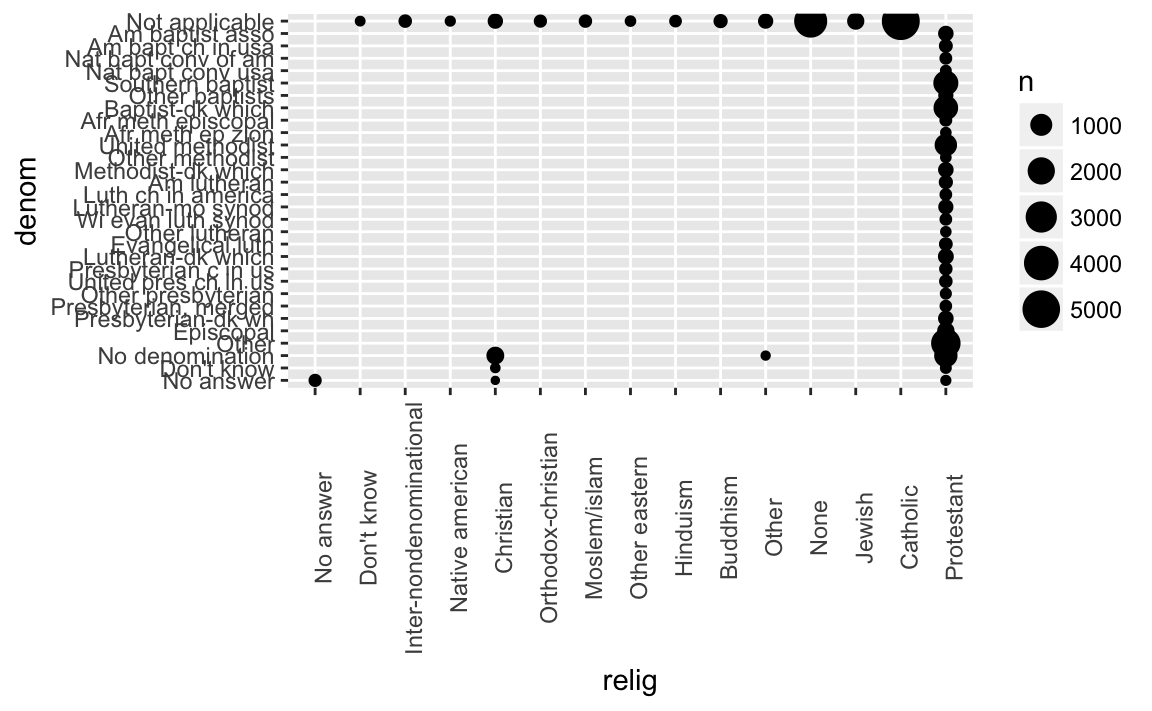 Not applicable
Am baptist asso
Am bapt ch in usa
Nat bapt conv of am
Nat bapt conv usa
Southern baptist
Other baptists
Baptist-dk which
Afr meth episcopal
Afr meth ep zion
United methodist
Other methodist
Methodist-dk which
Am lutheran
Luth ch in america
Lutheran-mo synod
Wi evan luth synod
Other lutheran
Evangelical luth
Lutheran-dk which
Presbyterian c in us
United pres ch in us
Other presbyterian
Presbyterian, merged
Presbyterian-dk wh
Episcopal
Other
No denomination
Don't know
No answer
denom
No answer
Don't know
Inter-nondenominational
Native american
Christian
Orthodox-christian
Moslem/islam
Other eastern
Hinduism
Buddhism
Other
None
Jewish
Catholic
Protestant
relig
n
1000
2000
3000
4000
5000